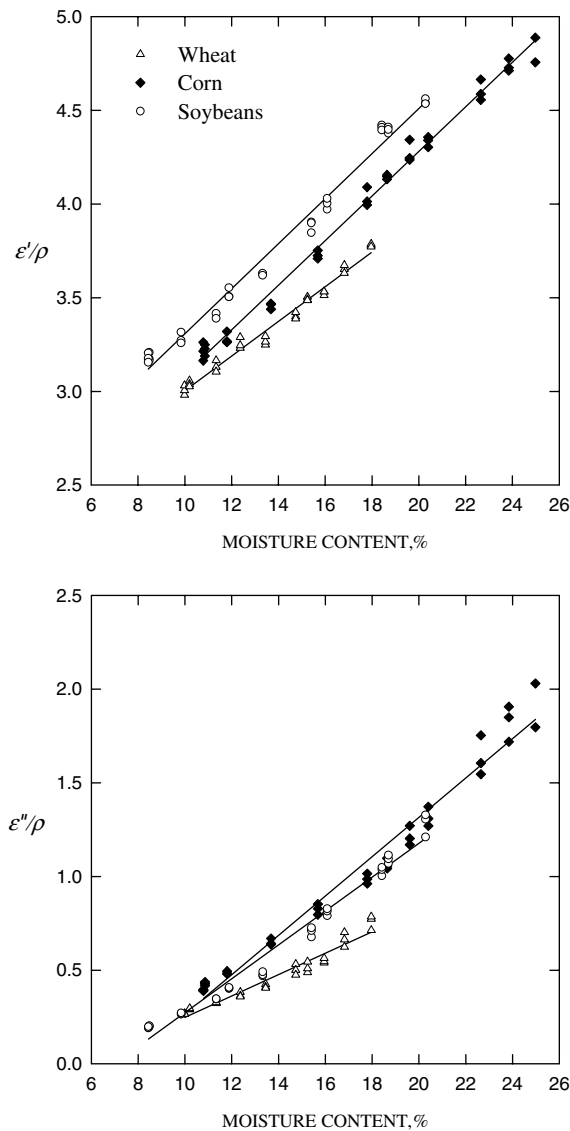 5.0
Wheat
Corn
Soybeans
4.5
4.0
ε'/ρ
3.5
3.0
2.5
6 8 10 12 14 16 18 20 22 24 26
MOISTURE CONTENT,%
2.5
2.0
1.5
ε"/ρ
1.0
0.5
0.0
6 8 10 12 14 16 18 20 22 24 26
MOISTURE CONTENT,%